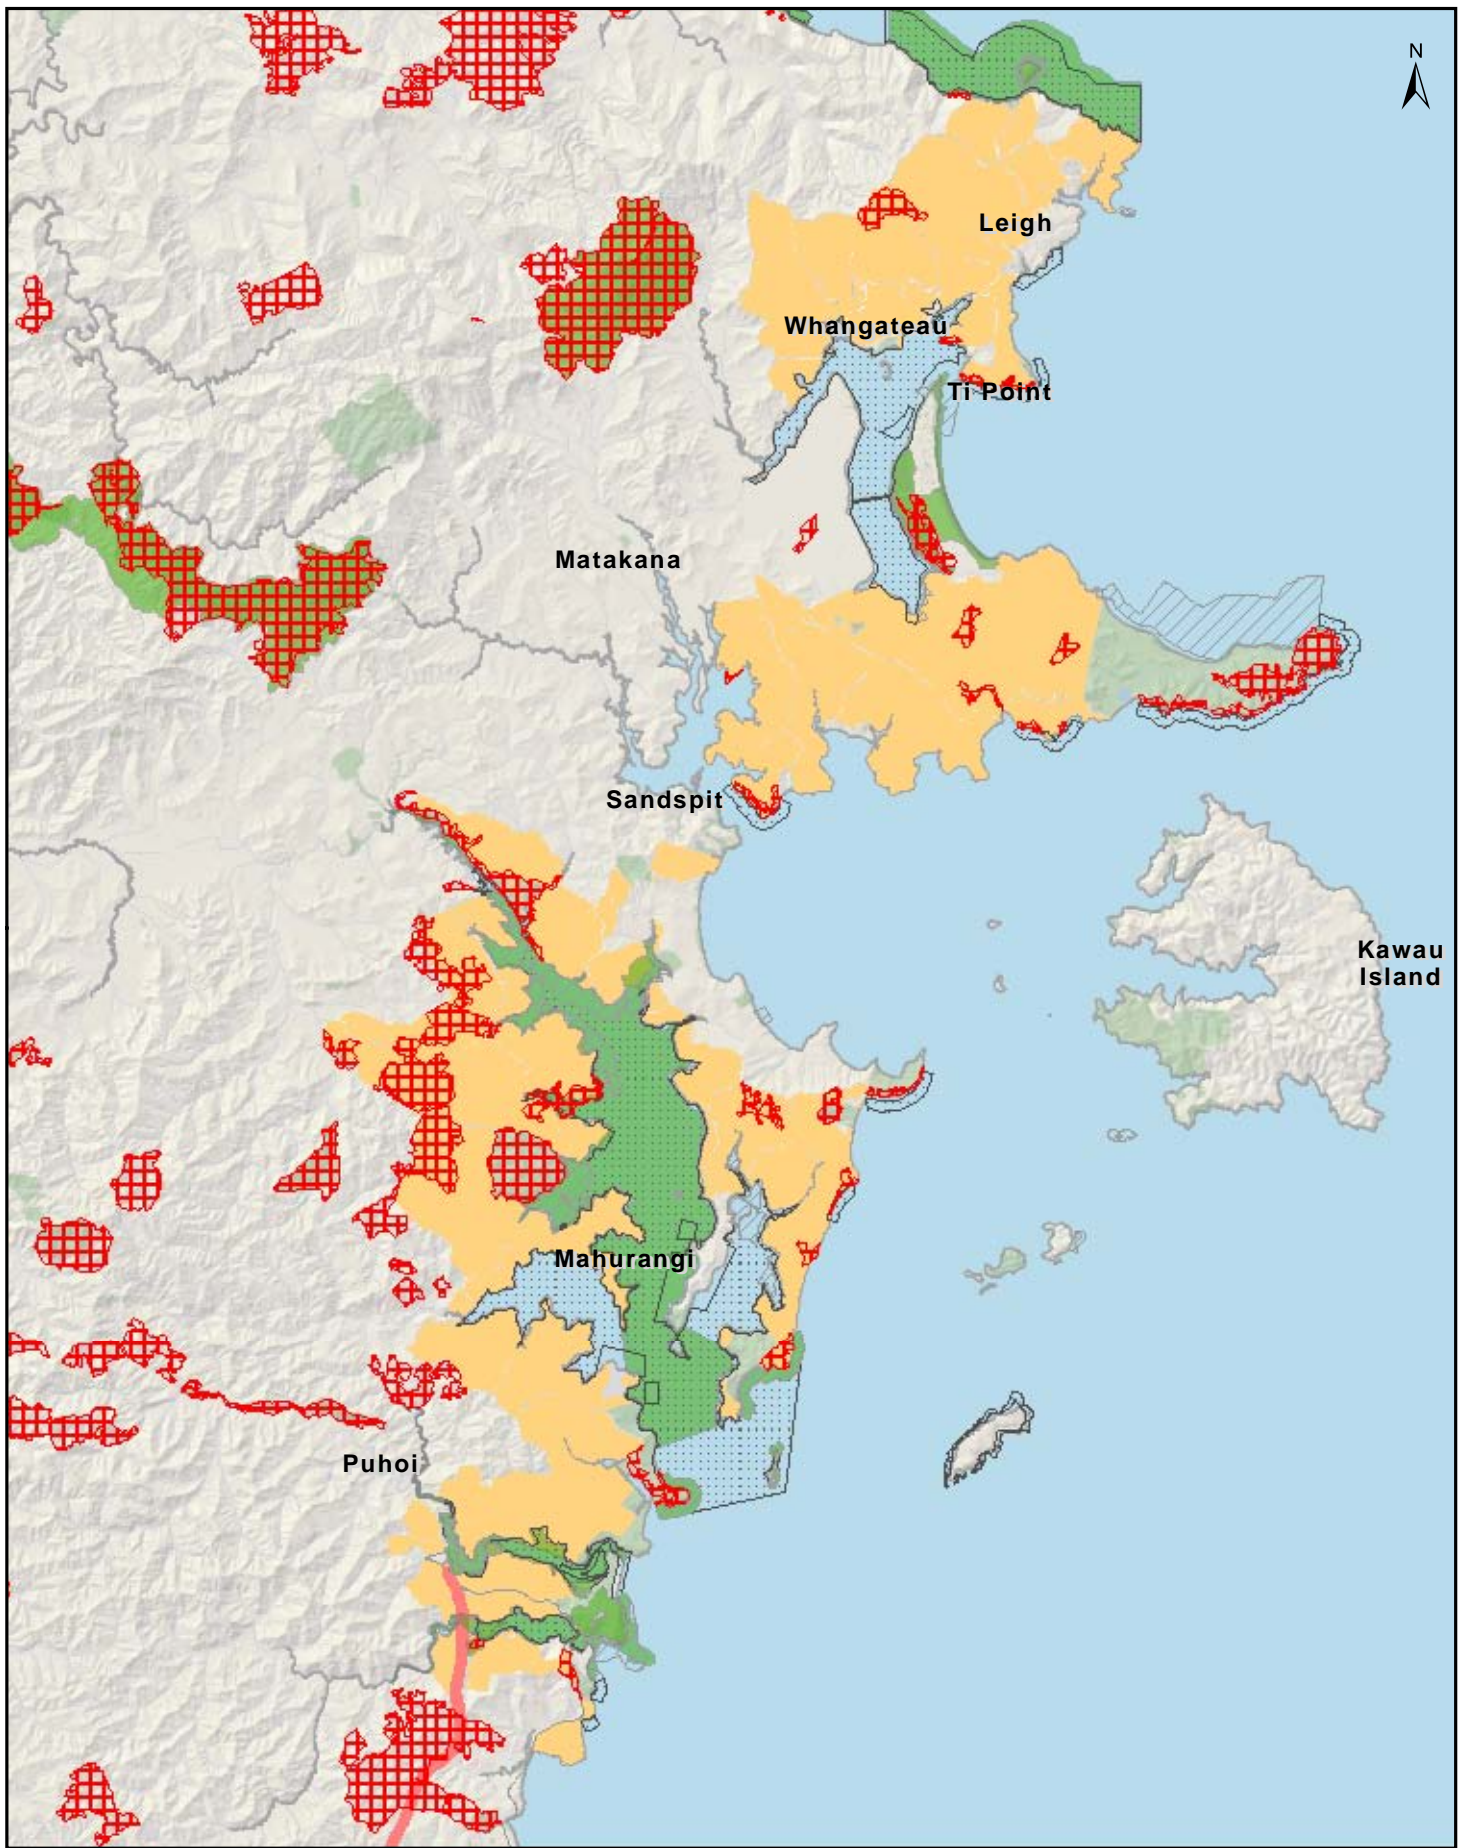 N
Leigh
Whangateau
Ti Point
Matakana
Sandspit
Kawau
Island
Mahurangi
Puhoi